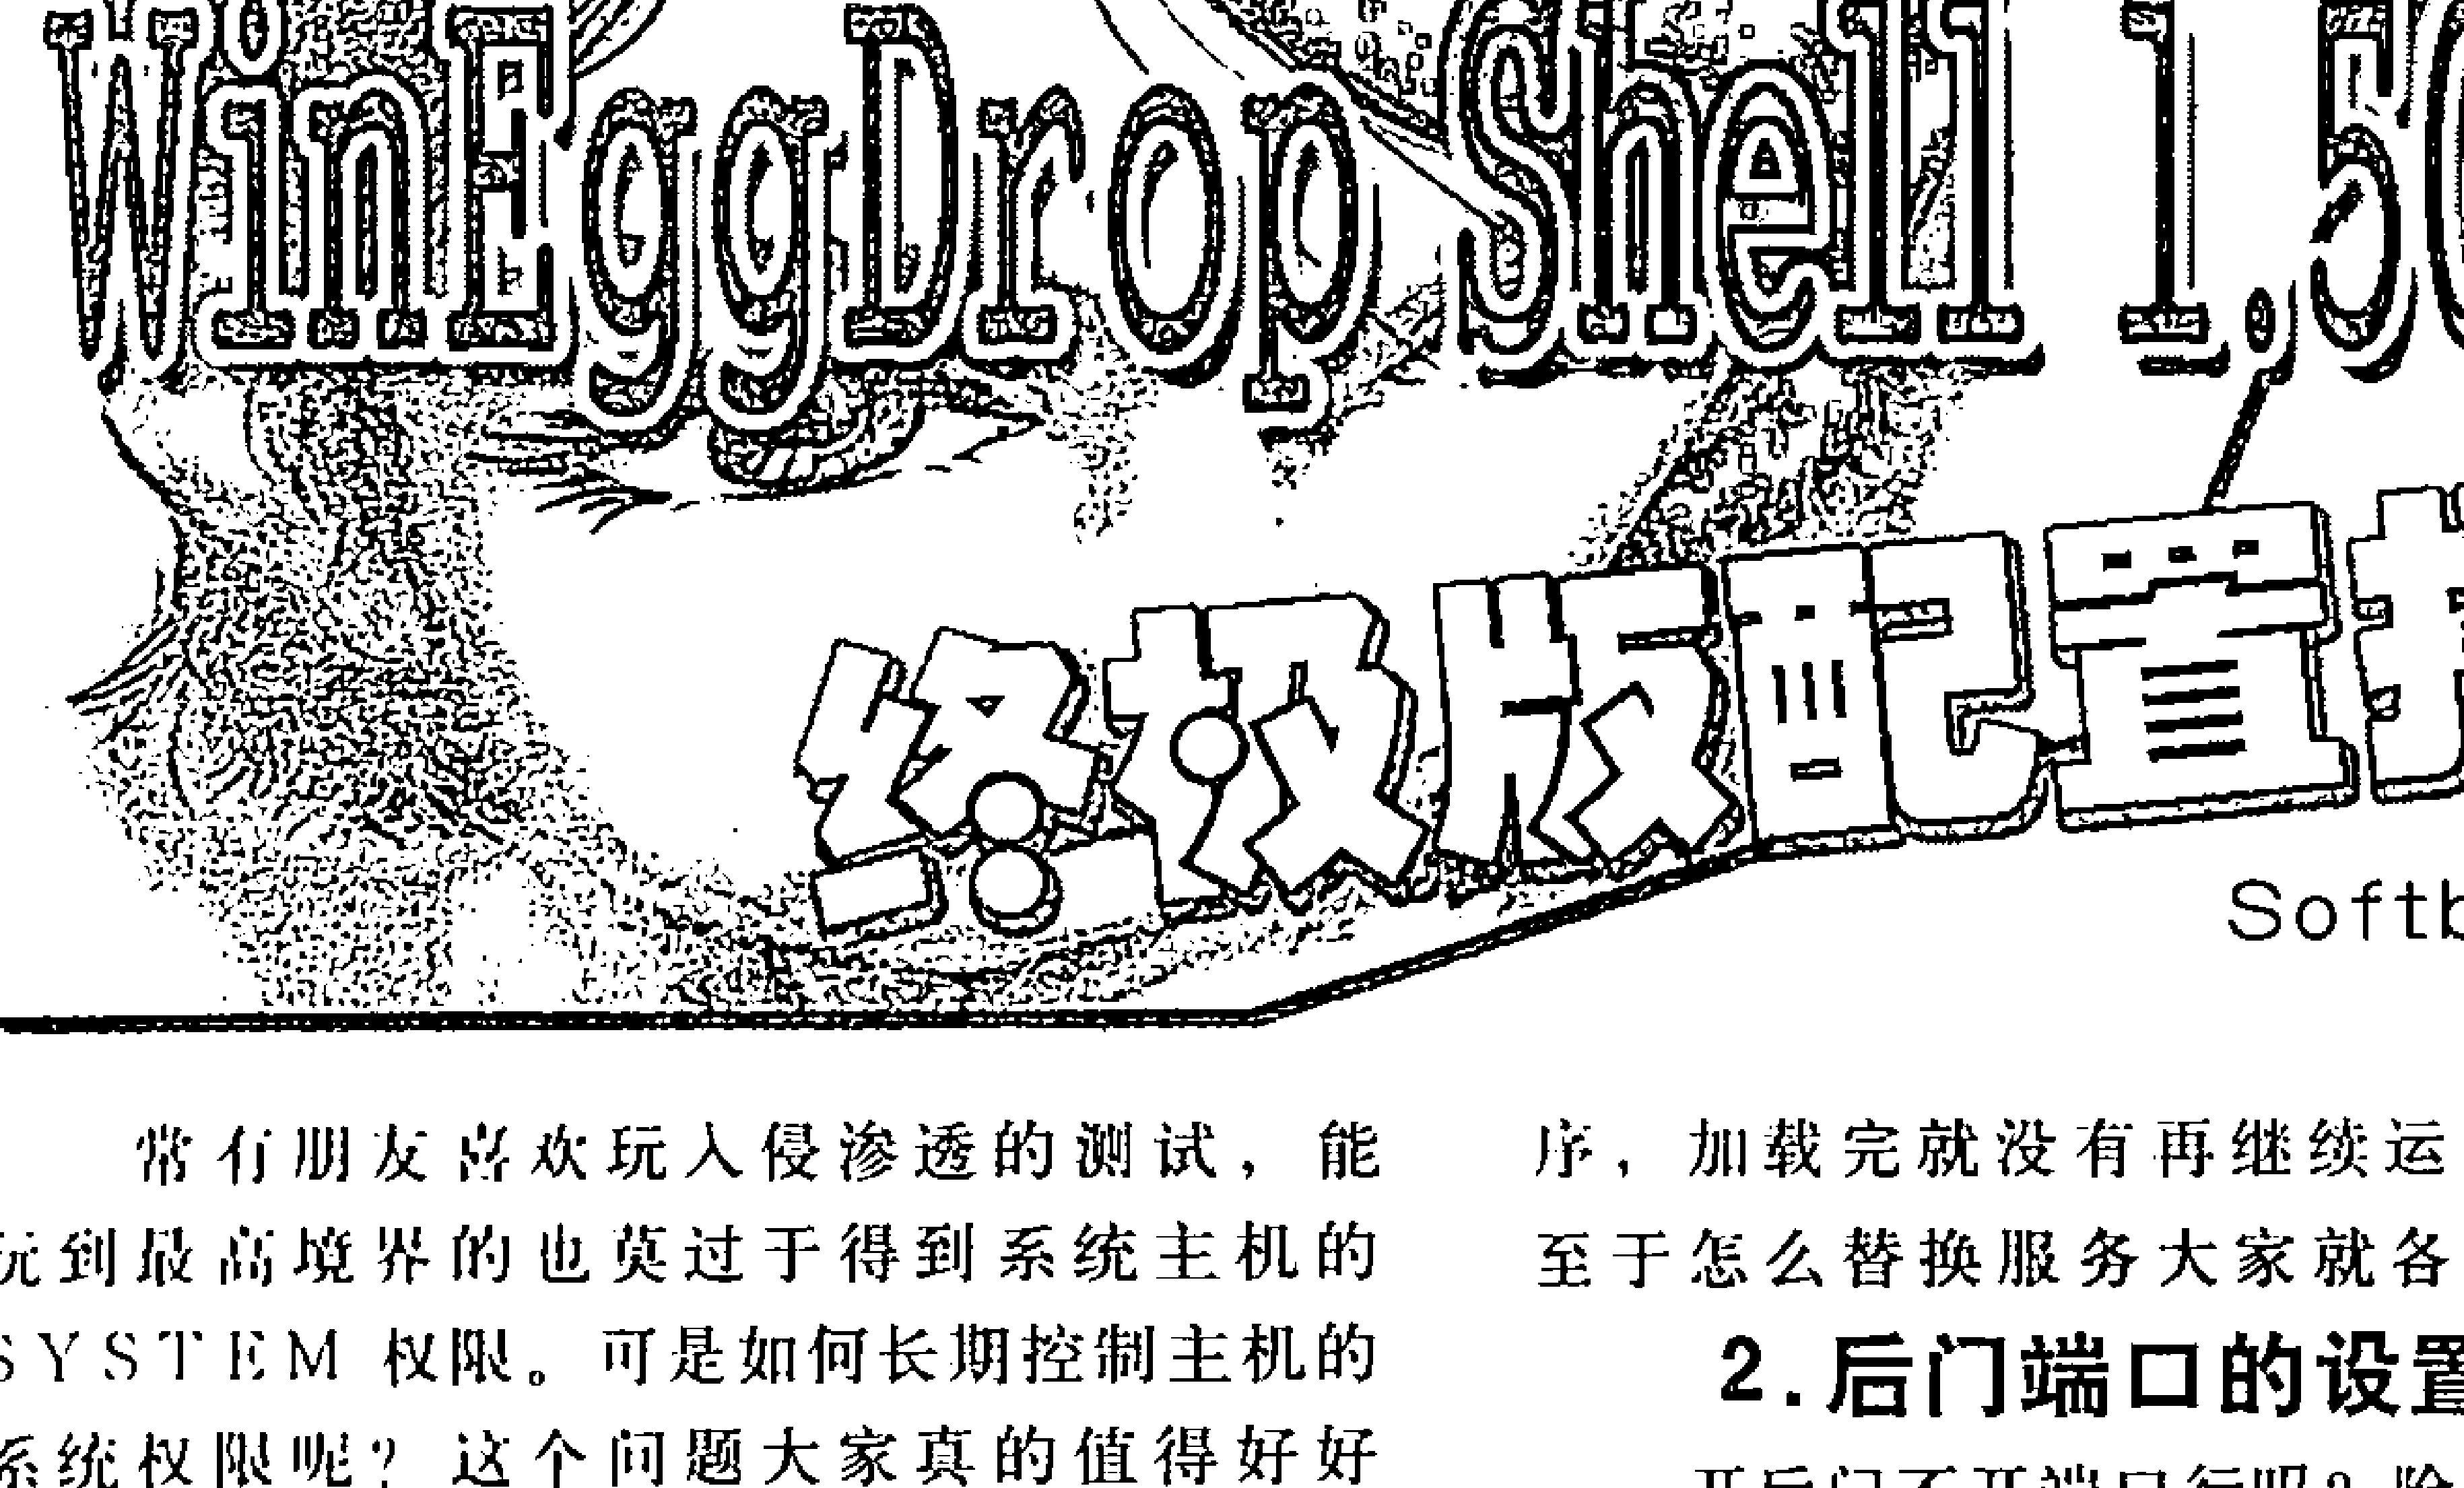 WinEggDrop Shell 1.50
终极版配置
Softb
常有朋友喜欢玩入侵渗透的测试，能
玩到最高境界的也莫过于得到系统主机的
SYSTEM 权限。可是如何长期控制主机的
系统权限呢？这个问题大家真的值得好好
序，加载完就没有再继续运
至于怎么替换服务大家就各
2.后门端口的设置